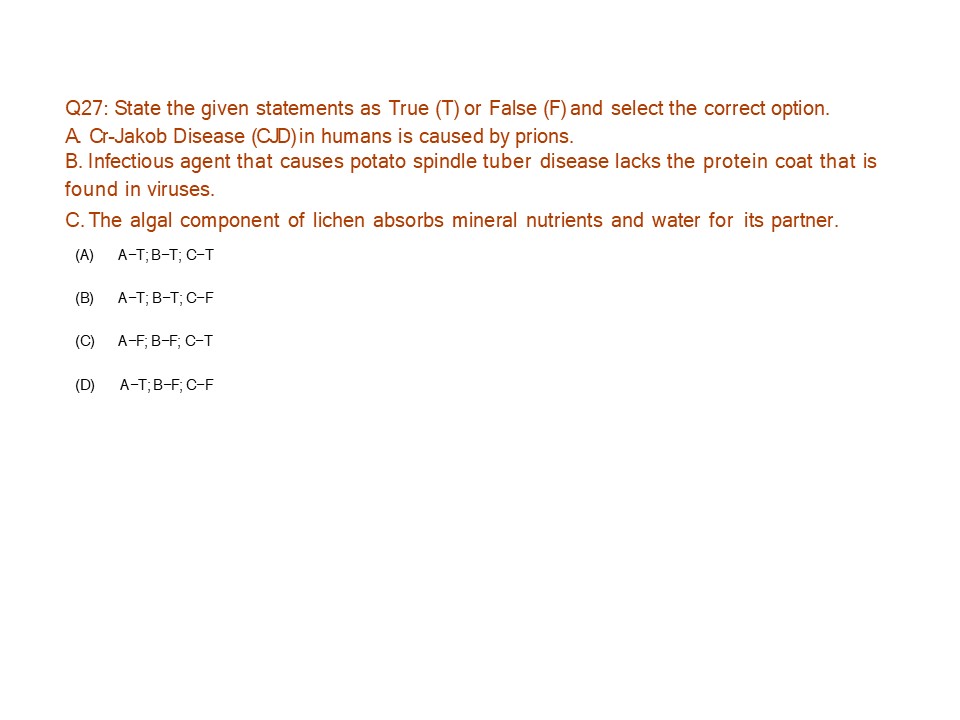 Q27: State the given statements as True (T) or False (F) and select the correct option.
A. Cr-Jakob Disease (CJD) in humans is caused by prions.
B. Infectious agent that causes potato spindle tuber disease lacks the protein coat that is
found in viruses.
C. The algal component of lichen absorbs mineral nutrients and water for its partner.
(A) A−T; B−T; C−T
(B) A−T; B−T; C−F
(C) A−F; B−F; C−T
(D) A−T; B−F; C−F